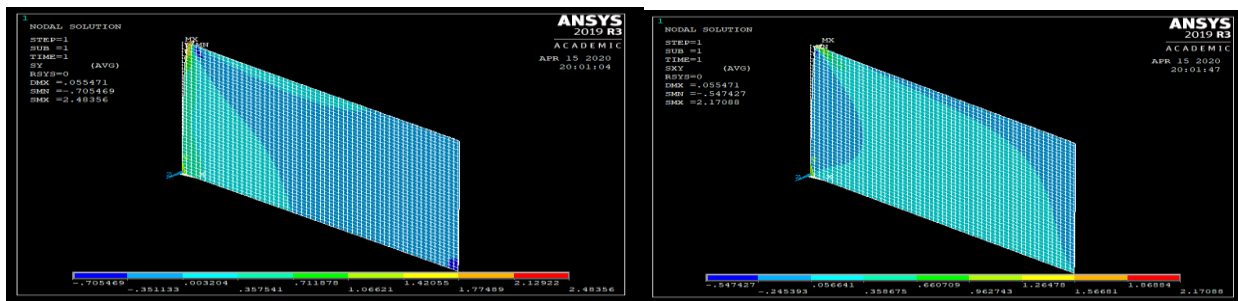 1
NODAL SOLUTION
STEP=1
SUB =1
TIME=1
SY (AVG)
RSYS=0
DMX =.055471
SMN =-.705469
SMX =2.48356
ANSYS
2019 R3
ACADEMIC
APR 15 2020
20:01:04
MX
MN
-.705469 .003204 .711878 1.42055 2.12922
-.351133 .357541 1.06621 1.77489 2.48356
1
NODAL SOLUTION
STEP=1
SUB =1
TIME=1
SXY (AVG)
RSYS=0
DMX =.055471
SMN =-.547427
SMX =2.17088
ANSYS
2019 R3
ACADEMIC
APR 15 2020
20:01:47
MX
MN
-.547427 .056641 .660709 1.26478 1.86884
-.245393 .358675 .962743 1.56681 2.17088